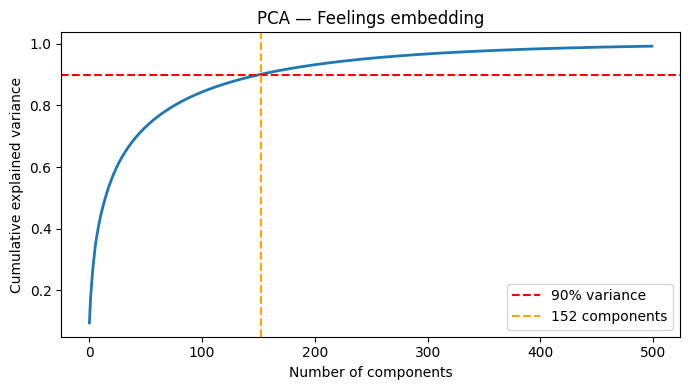 PCA — Feelings embedding
Cumulative explained variance
1.0
0.8
0.6
0.4
0.2
0
100
200
300
400
500
Number of components
90% variance
152 components